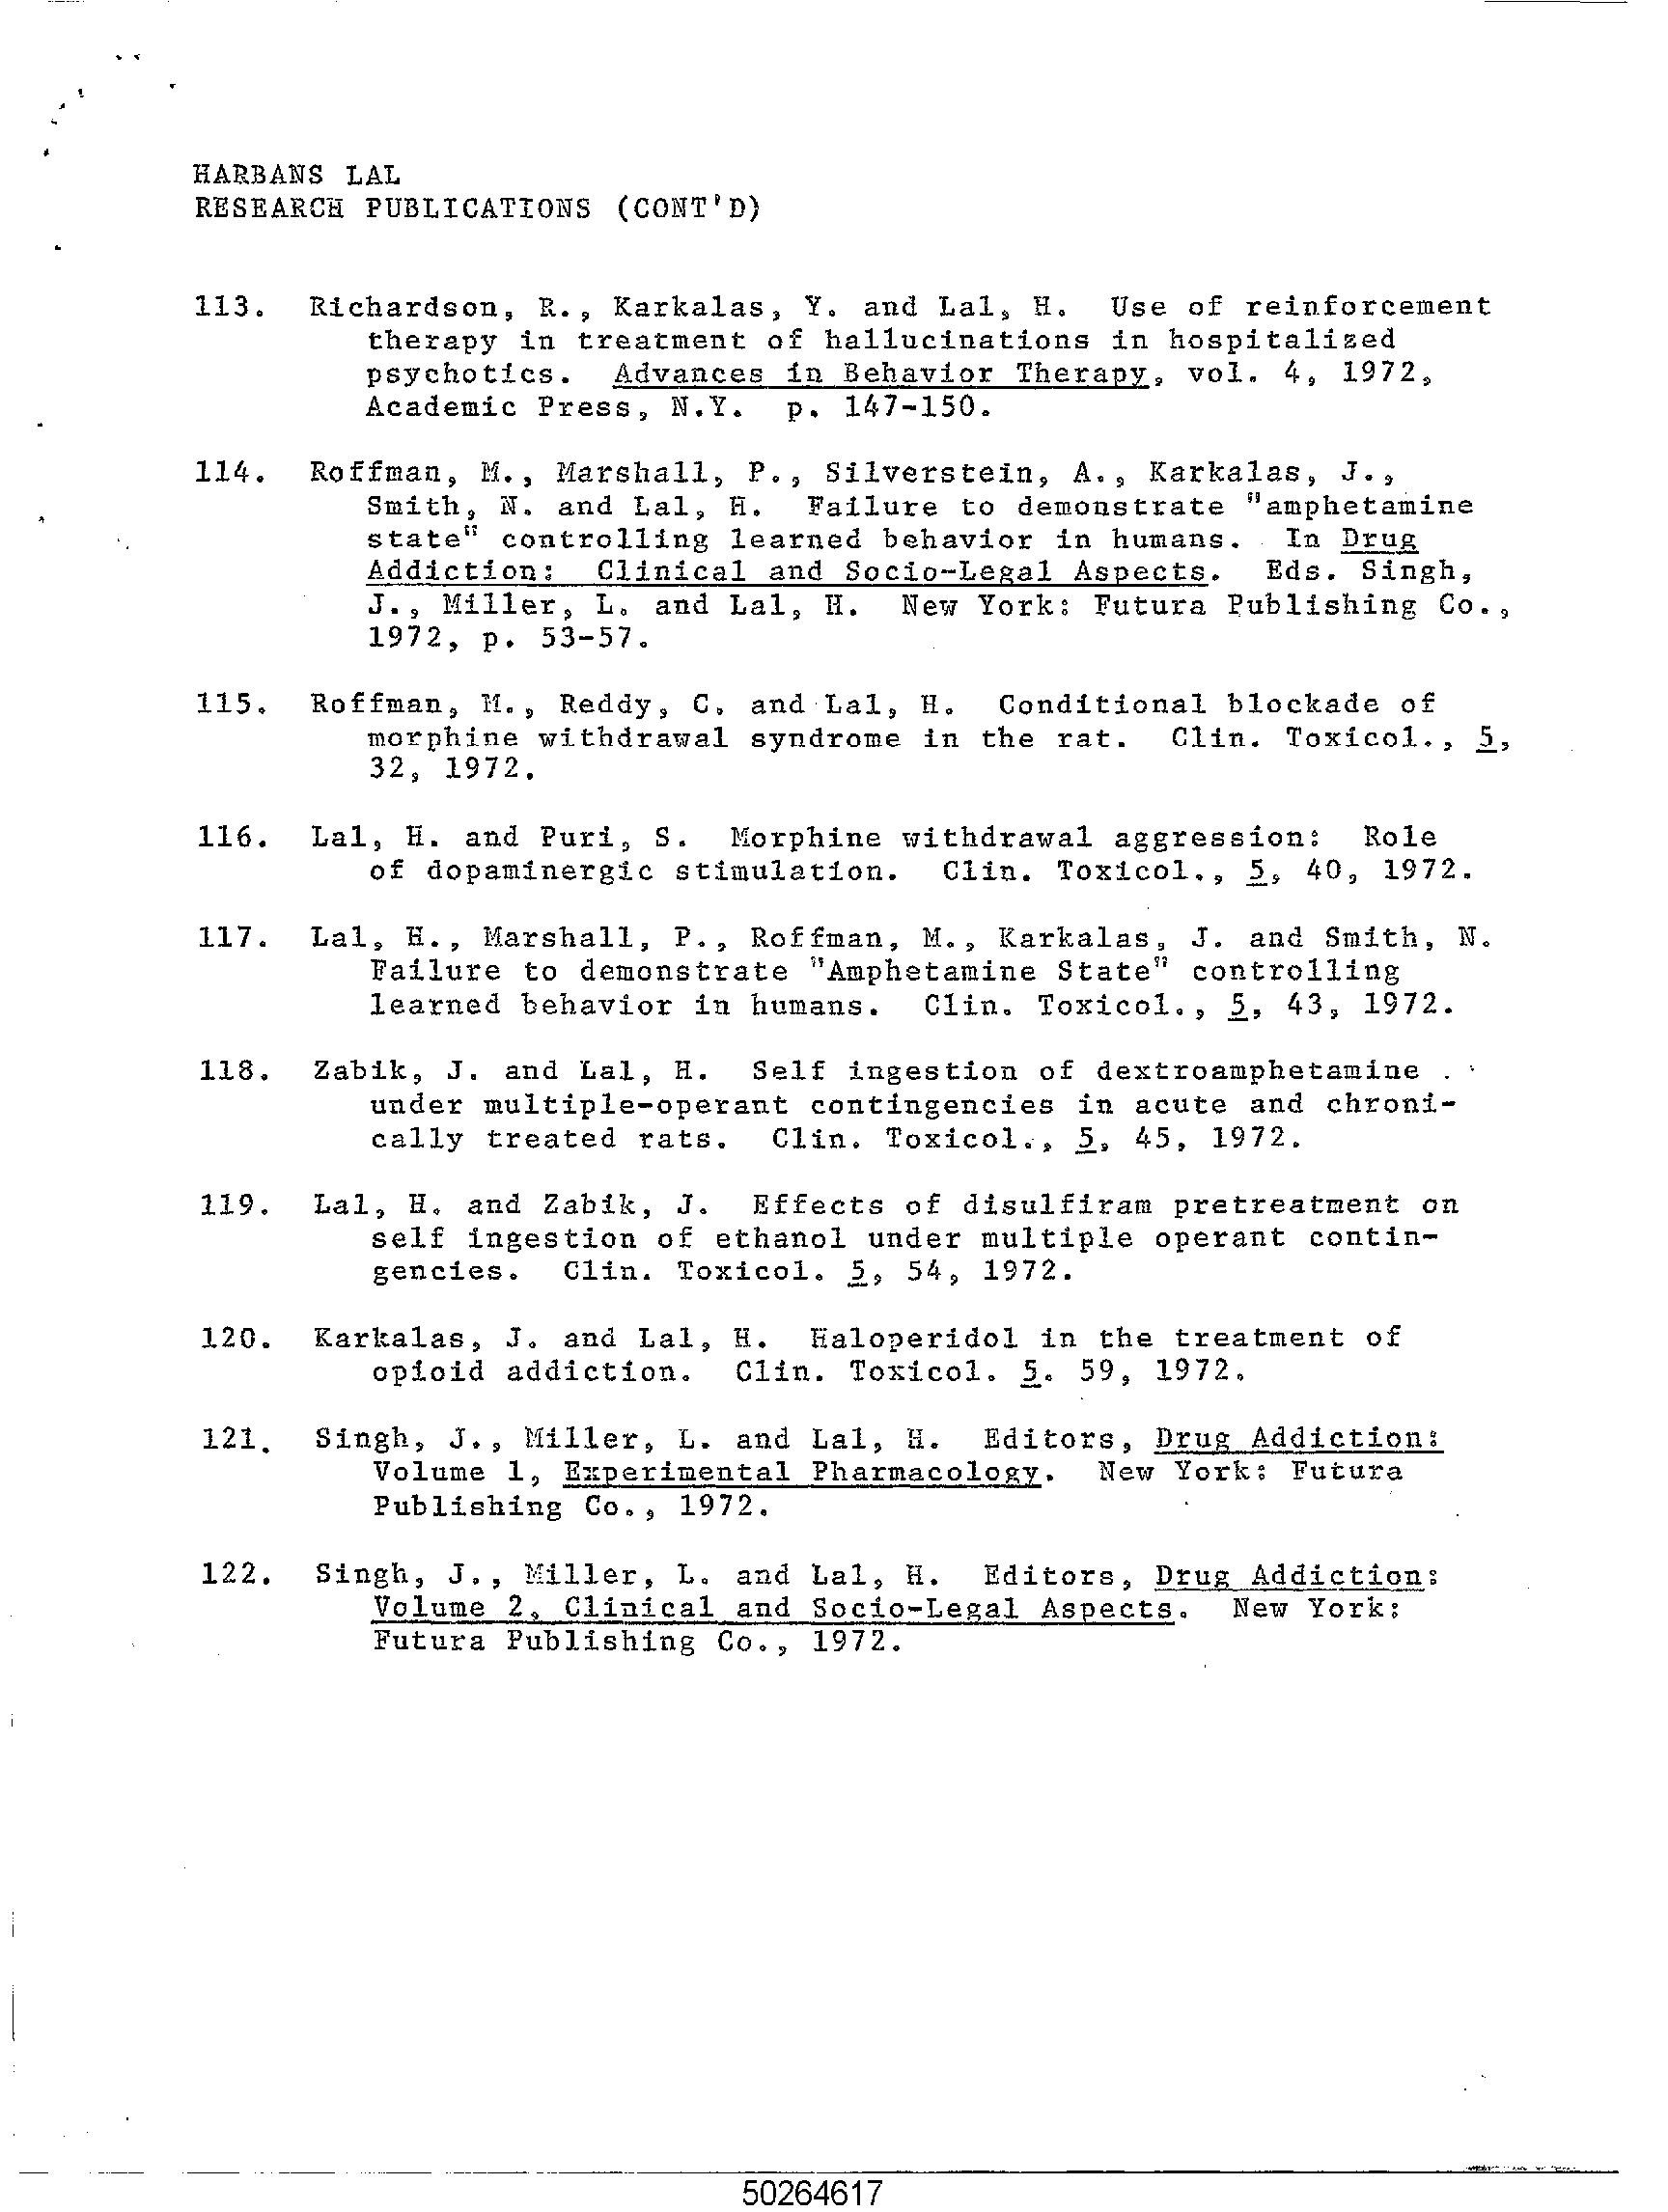 HARBANS LAL
RESEARCH PUBLICATIONS (CONT'D)
113. Richardson, R., Karkalas, Y. and Lal, H. Use of reinforcement
therapy in treatment of hallucinations in hospitalized
psychotics. Advances in Behavior Therapy, vol. 4, 1972,
Academic Press, N.Y. p. 147-150.
114. Roffman, M., Marshall, P., Silverstein, A., Karkalas, J.,
Smith, N. and Lal, H. Failure to demonstrate "amphetamine
state" controlling learned behavior in humans. In Drug
Addiction: Clinical and Socio-Legal Aspects. Eds. Singh,
J., Miller, L. and Lal, H. New York: Futura Publishing Co.,
1972, p. 53-57.
115. Roffman, M., Reddy, C. and Lal, H. Conditional blockade of
morphine withdrawal syndrome in the rat. Clin. Toxicol., 5,
32, 1972.
116. Lal, H. and Puri, S. Morphine withdrawal aggression: Role
of dopaminergic stimulation. Clin. Toxicol., 5, 40, 1972.
117. Lal, H., Marshall, P., Roffman, M., Karkalas, J. and Smith, N.
Failure to demonstrate "Amphetamine State" controlling
learned behavior in humans. Clin. Toxicol., 5, 43, 1972.
118. Zabik, J. and Lal, H. Self ingestion of dextroamphetamine
under multiple-operant contingencies in acute and chroni-
cally treated rats. Clin. Toxicol., 5, 45, 1972.
119. Lal, H. and Zabik, J. Effects of disulfiram pretreatment on
self ingestion of ethanol under multiple operant contin-
gencies. Clin. Toxicol. 5, 54, 1972.
120. Karkalas, J. and Lal, H. Haloperidol in the treatment of
opioid addiction. Clin. Toxicol. 5. 59, 1972.
121. Singh, J., Miller, L. and Lal, H. Editors, Drug Addiction:
Volume 1, Experimental Pharmacology. New York: Futura
Publishing Co., 1972.
122. Singh, J., Miller, L. and Lal, H. Editors, Drug Addiction:
Volume 2, Clinical and Socio-Legal Aspects. New York:
Futura Publishing Co., 1972.
50264617